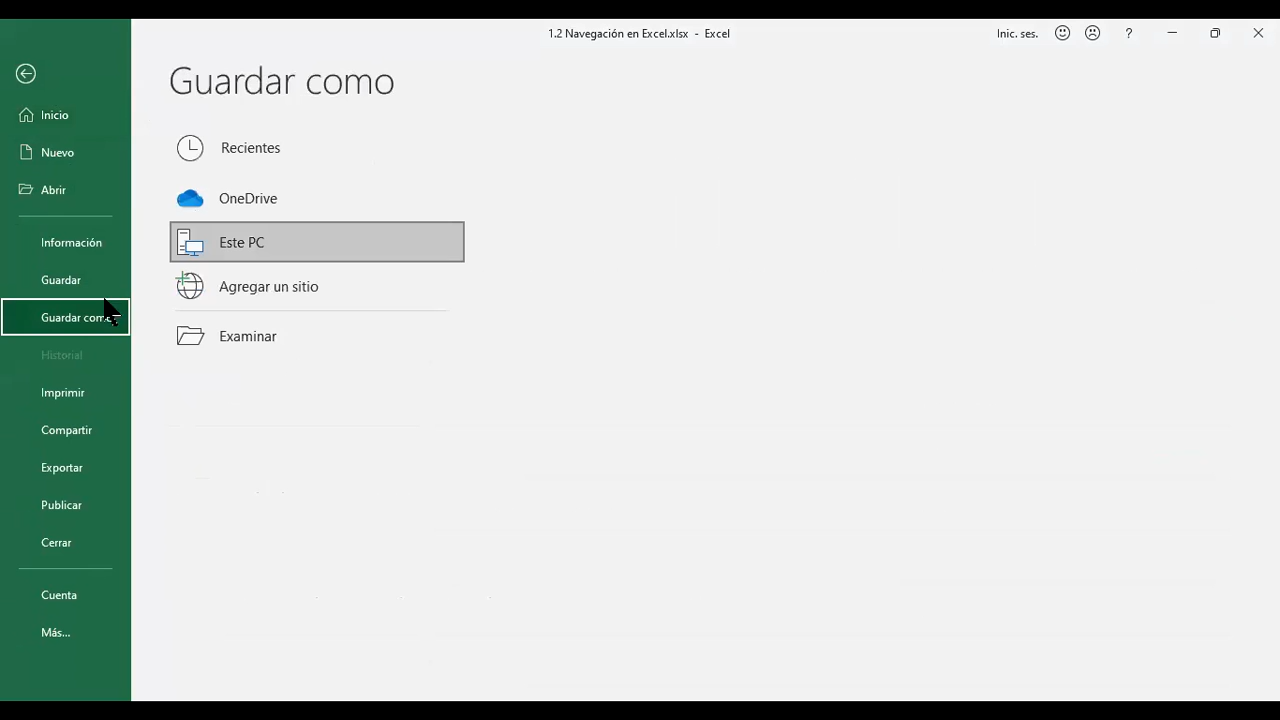 1.2 Navegación en Excel.xlsx - Excel
Inic. ses.
?
Guardar como
Inicio
Nuevo
Abrir
Información
Guardar
Guardar como
Historial
Imprimir
Compartir
Exportar
Publicar
Cerrar
Cuenta
Más...
Recientes
OneDrive
Este PC
Agregar un sitio
Examinar